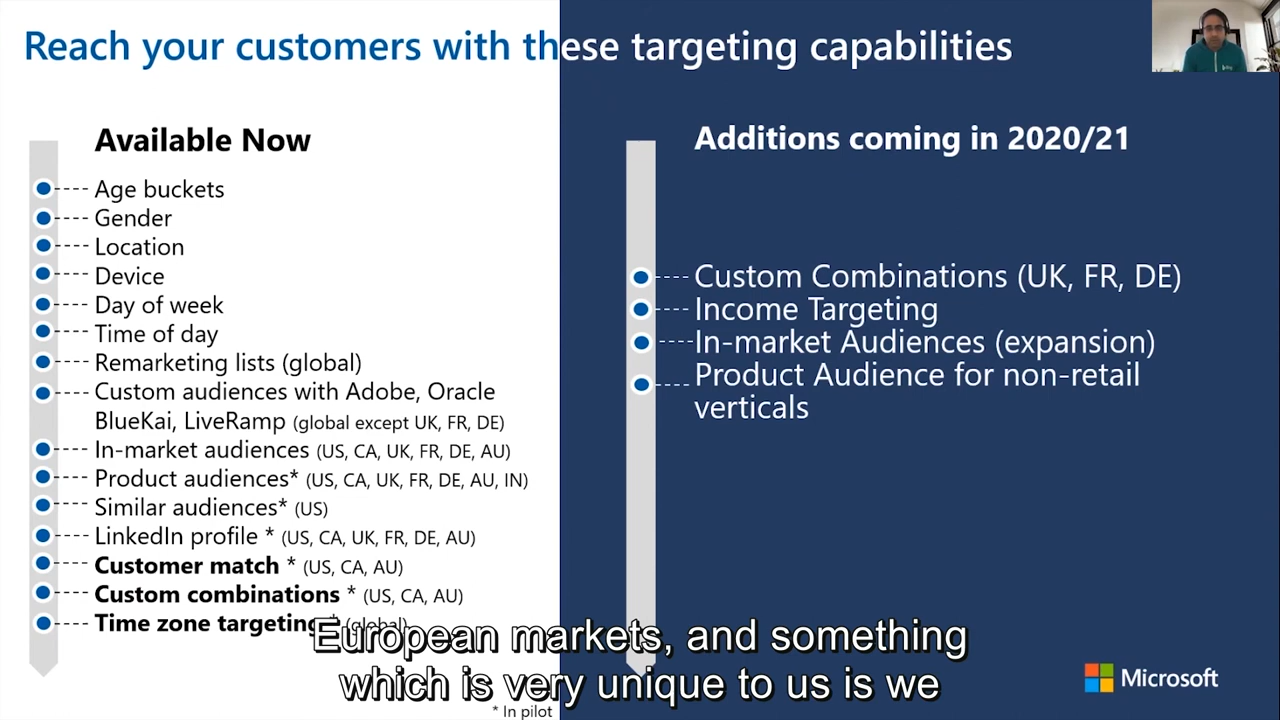 Reach your customers with these targeting capabilities
Available Now
Age buckets
Gender
Location
Device
Day of week
Time of day
Remarketing lists (global)
Custom audiences with Adobe, Oracle
BlueKai, LiveRamp (global except UK, FR, DE)
In-market audiences (US, CA, UK, FR, DE, AU)
Product audiences* (US, CA, UK, FR, DE, AU, IN)
Similar audiences* (US)
LinkedIn profile * (US, CA, UK, FR, DE, AU)
Customer match * (US, CA, AU)
Custom combinations * (US, CA, AU)
Time zone targeting * (global)
* In pilot
Additions coming in 2020/21
Custom Combinations (UK, FR, DE)
Income Targeting
In-market Audiences (expansion)
Product Audience for non-retail
verticals
European markets, and something
which is very unique to us is we
Microsoft